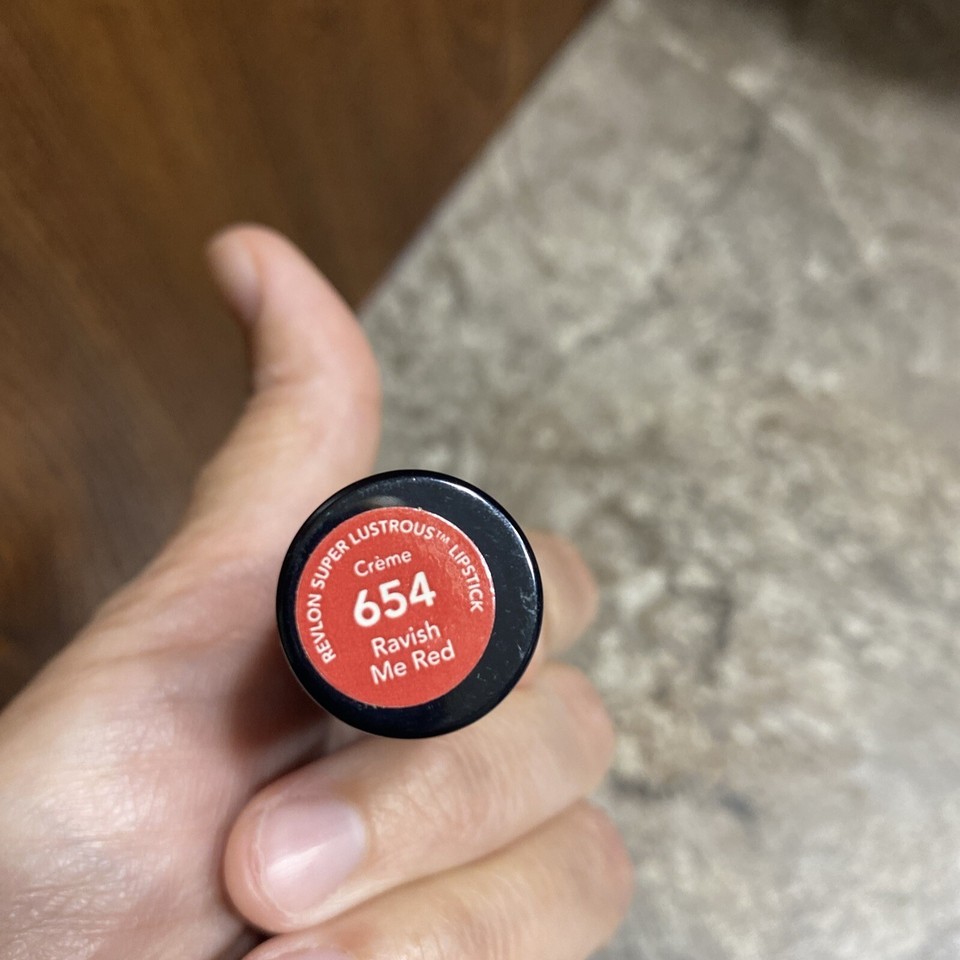 REVLON SUPER LUSTROUS™ LIPSTICK
Crème
654
Ravish
Me Red